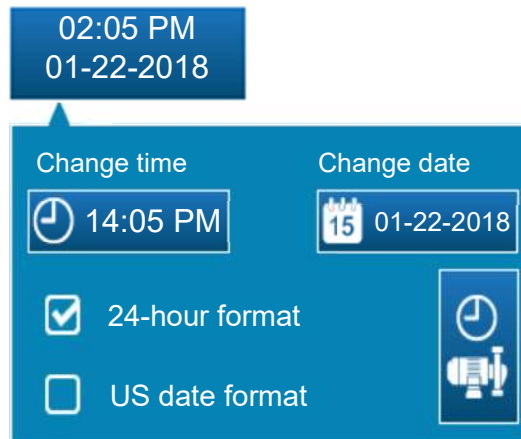 02:05 PM
01-22-2018
Change time
Change date
14:05 PM
15
01-22-2018
24-hour format
US date format